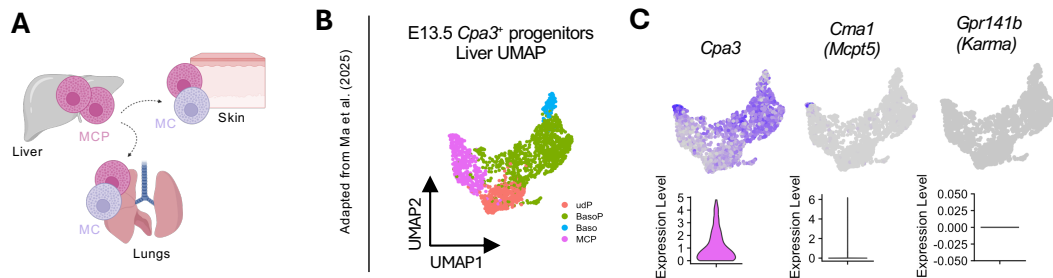 A
MCP
MC
Skin
Liver
MC
Lungs
Adapted from Ma et al. (2025)
B
E13.5 Cpa3+ progenitors
Liver UMAP
UMAP2
UMAP1
udP
BasoP
Baso
MCP
C
Cpa3
Cma1
(Mcpt5)
Gpr141b
(Karma)
Expression Level
5
4
3
2
1
0
Expression Level
6
4
2
0
Expression Level
0.050
0.025
0.000
-0.025
-0.050